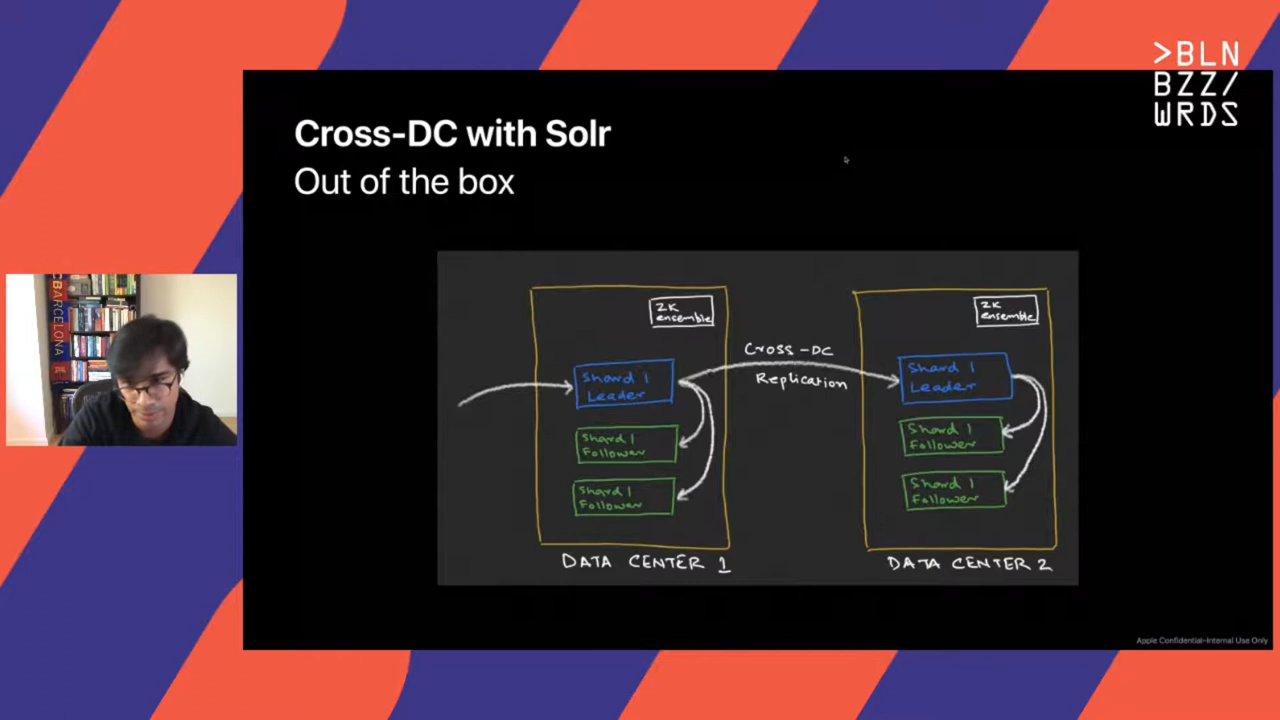 >BLN
BZZ/
WRDS
Cross-DC with Solr
Out of the box
BARCELONA
ZK
ensemble
Shard 1
Leader
Shard 1
Follower
Shard 1
Follower
DATA CENTER 1
Cross-DC
Replication
ZK
ensemble
Shard 1
Leader
Shard 1
Follower
Shard 1
Follower
DATA CENTER 2
Apple Confidential–Internal Use Only